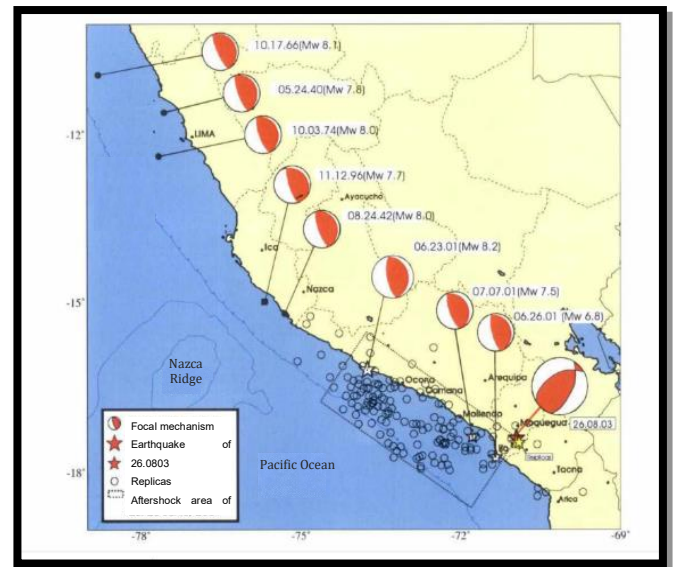 10.17.66(Mw 8.1)
05.24.40(Mw 7.8)
-12
LIMA
10.03.74(Mw 8.0)
11.12.96(Mw 7.7)
Ayacucho
08.24.42(Mw 8.0)
Ica
06.23.01(Mw 8.2)
-15
Nazca
07.07.01(Mw 7.5)
06.26.01 (Mw 6.8)
Nazca
Ridge
Ocona
Camana
Arequipa
Mollendo
Moquegua
26.08.03
Ilo
Replicas
Focal mechanism
Earthquake of
26.0803
Replicas
Aftershock area of
Pacific Ocean
-18
Tacna
Arica
-78
-75
-72
-69